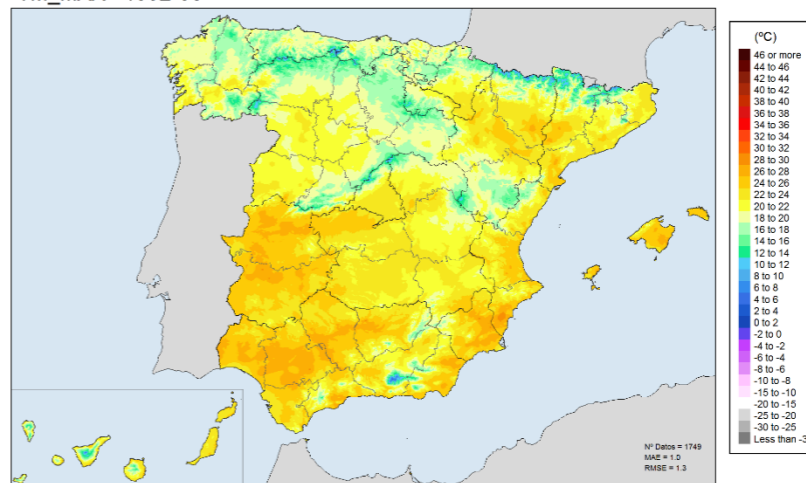 (ºC)
46 or more
44 to 46
42 to 44
40 to 42
38 to 40
36 to 38
34 to 36
32 to 34
30 to 32
28 to 30
26 to 28
24 to 26
22 to 24
20 to 22
18 to 20
16 to 18
14 to 16
12 to 14
10 to 12
8 to 10
6 to 8
4 to 6
2 to 4
0 to 2
-2 to 0
-4 to -2
-6 to -4
-8 to -6
-10 to -8
-15 to -10
-20 to -15
-25 to -20
-30 to -25
Less than -3
Nº Datos = 1749
MAE = 1.0
RMSE = 1.3